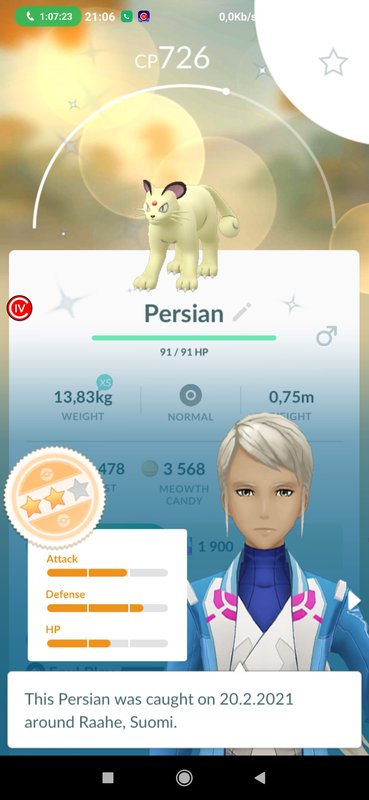 1:07:23 21:06 0,0Kb/s
CP726
Persian
91 / 91 HP
XS
13,83kg
0,75m
WEIGHT
NORMAL
478
3 568
MEOWTH
CANDY
1 900
IV
Attack
Defense
HP
This Persian was caught on 20.2.2021
around Raahe, Suomi.